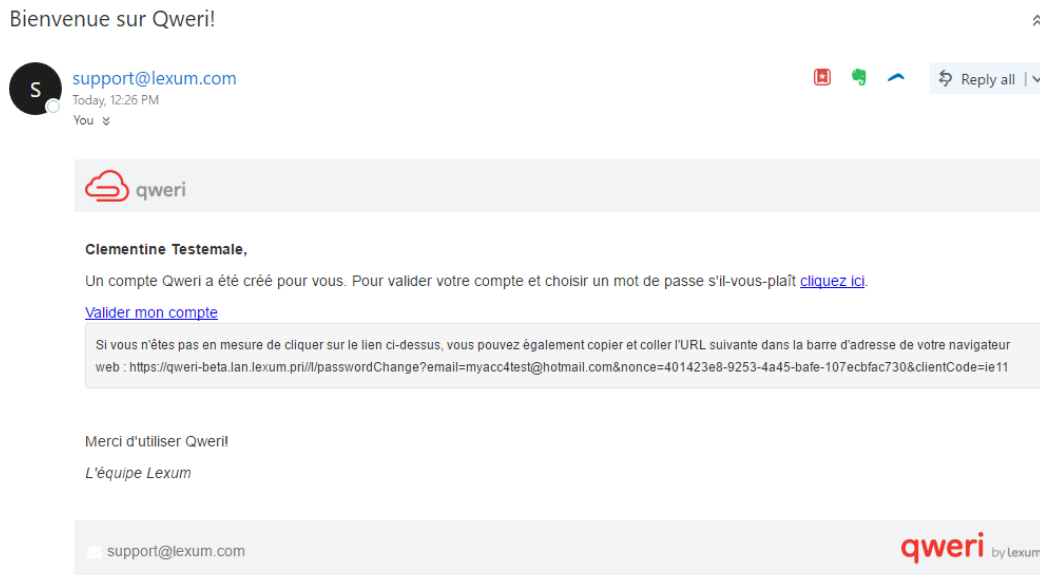 Bienvenue sur Qweri!
S
support@lexum.com
Today, 12:26 PM
You
Reply all
qweri
Clementine Testemale,
Un compte Qweri a été créé pour vous. Pour valider votre compte et choisir un mot de passe s'il-vous-plaît cliquez ici.
Valider mon compte
Si vous n'êtes pas en mesure de cliquer sur le lien ci-dessus, vous pouvez également copier et coller l'URL suivante dans la barre d'adresse de votre navigateur
web : https://qweri-beta.lan.lexum.pri//l/passwordChange?email=myacc4test@hotmail.com&nonce=401423e8-9253-4a45-bafe-107ecbfac730&clientCode=ie11
Merci d'utiliser Qweri!
L'équipe Lexum
support@lexum.com
qweri by lexum